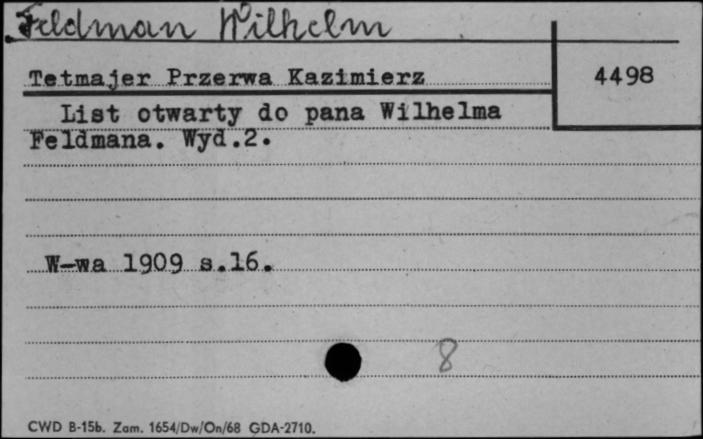 Feldman Wilhelm
Tetmajer Przerwa Kazimierz
4498
List otwarty do pana Wilhelma
Feldmana. Wyd.2.
W-wa 1909 s.16.
8
CWD B-15b. Zam. 1654/Dw/On/68 GDA-2710.